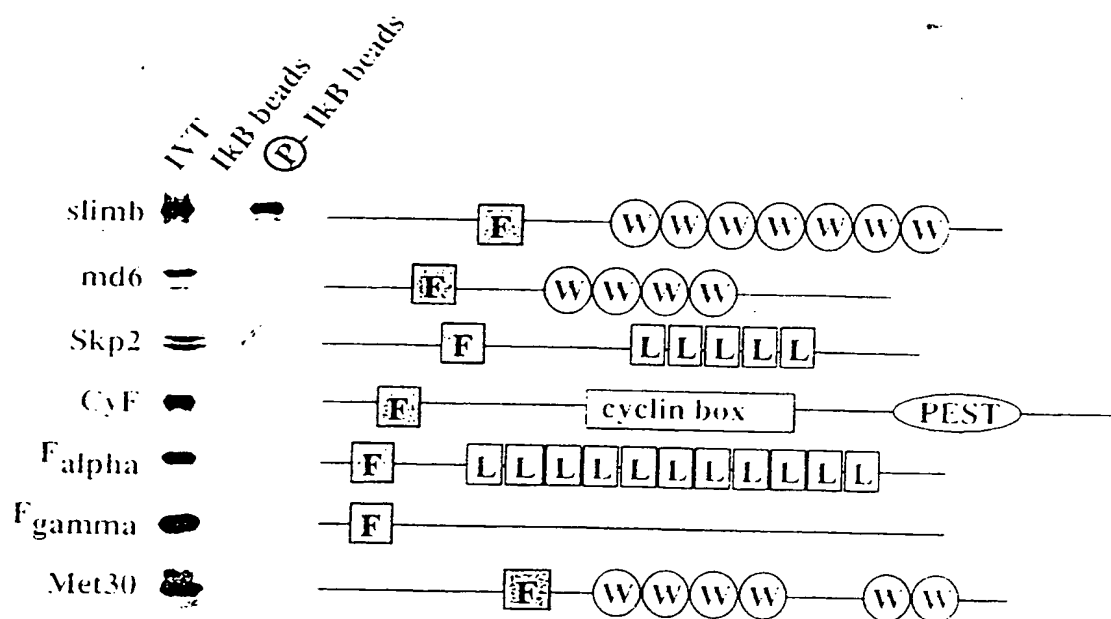 IVT
IkB beads
P - IkB beads
slimb F W W W W W W W
md6 F W W W W
Skp2 F L L L L L
CyF F cyclin box PEST
Falpha F L L L L L L L L L L L
Fgamma F
Met30 F W W W W W W